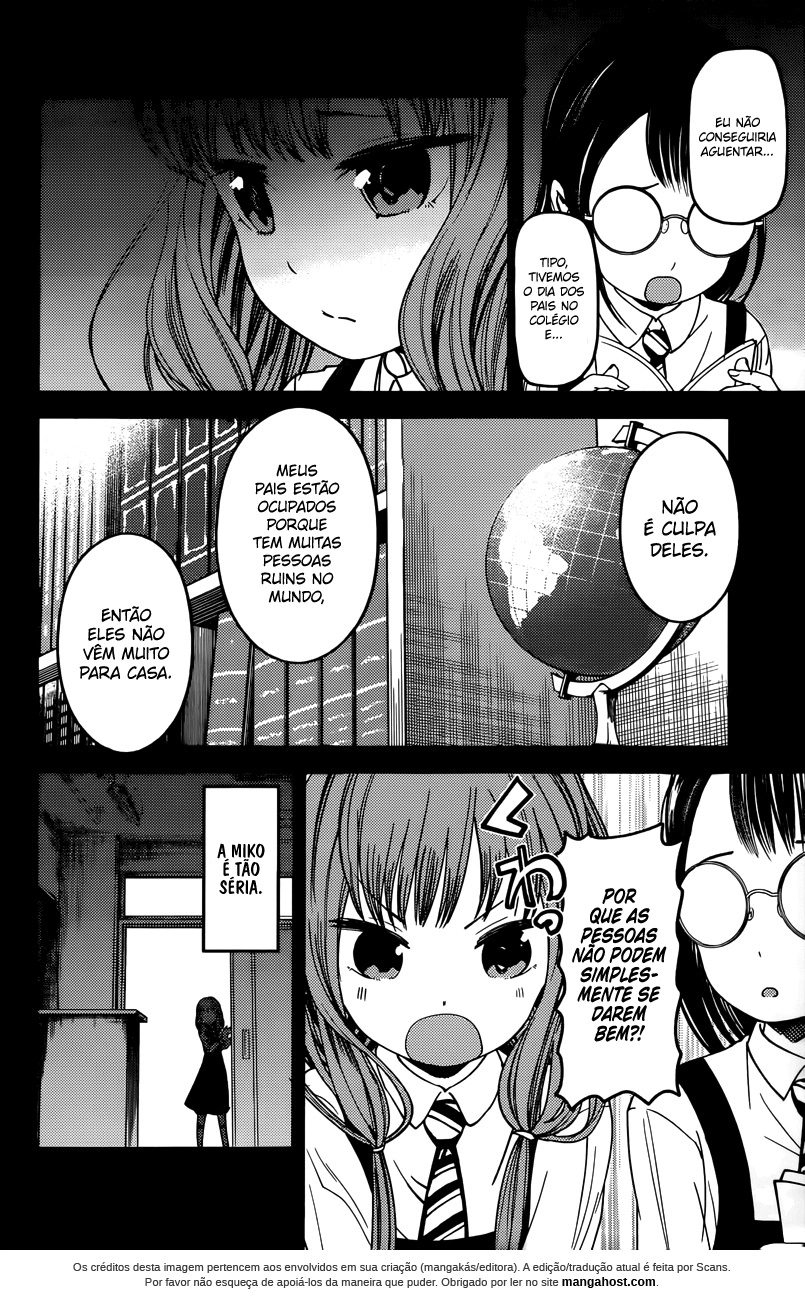 EU NÃO
CONSEGUIRIA
AGUENTAR...
TIPO,
TIVEMOS
O DIA DOS
PAIS NO
COLÉGIO
E...
NÃO
É CULPA
DELES.
MEUS
PAIS ESTÃO
OCUPADOS
PORQUE
TEM MUITAS
PESSOAS
RUINS NO
MUNDO,
ENTÃO
ELES NÃO
VÊM MUITO
PARA CASA.
POR
QUE AS
PESSOAS
NÃO PODEM
SIMPLES-
MENTE SE
DAREM
BEM?!
くわっ
A MIKO
É TÃO
SÉRIA.
Os créditos desta imagem pertencem aos envolvidos em sua criação (mangakás/editora). A edição/tradução atual é feita por Scans.
Por favor não esqueça de apoiá-los da maneira que puder. Obrigado por ler no site mangahost.com.